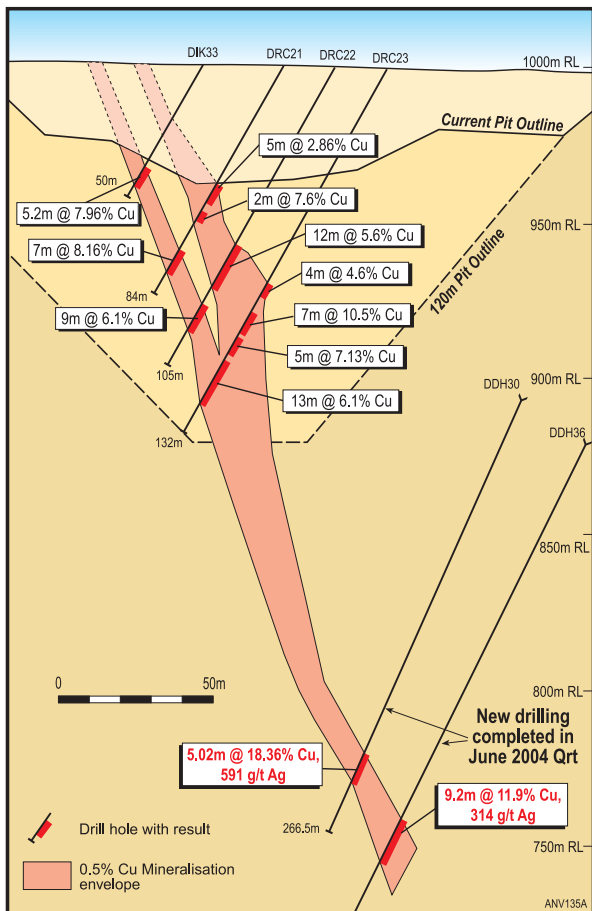 DIK33
DRC21
DRC22
DRC23
1000m RL
Current Pit Outline
5m @ 2.86% Cu
50m
2m @ 7.6% Cu
5.2m @ 7.96% Cu
950m RL
12m @ 5.6% Cu
7m @ 8.16% Cu
4m @ 4.6% Cu
120m Pit Outline
84m
9m @ 6.1% Cu
7m @ 10.5% Cu
5m @ 7.13% Cu
105m
900m RL
DDH30
13m @ 6.1% Cu
132m
DDH36
850m RL
0
50m
800m RL
New drilling
completed in
June 2004 Qrt
5.02m @ 18.36% Cu,
591 g/t Ag
9.2m @ 11.9% Cu,
314 g/t Ag
266.5m
Drill hole with result
750m RL
0.5% Cu Mineralisation
envelope
ANV135A